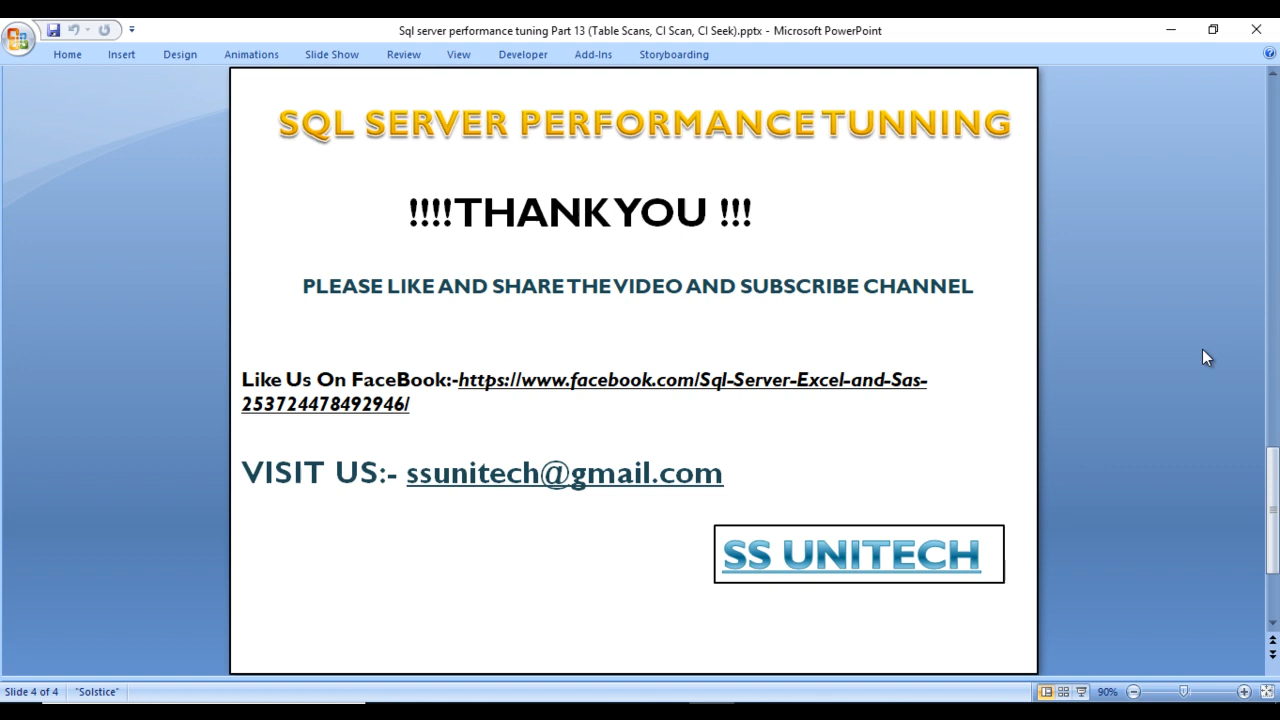 Sql server performance tuning Part 13 (Table Scans, CI Scan, CI Seek).pptx - Microsoft PowerPoint
Home Insert Design Animations Slide Show Review View Developer Add-Ins Storyboarding
SQL SERVER PERFORMANCE TUNNING
!!!!THANK YOU !!!
PLEASE LIKE AND SHARE THE VIDEO AND SUBSCRIBE CHANNEL
Like Us On FaceBook:-https://www.facebook.com/Sql-Server-Excel-and-Sas-
253724478492946/
VISIT US:- ssunitech@gmail.com
SS UNITECH
Slide 4 of 4 "Solstice" 90%